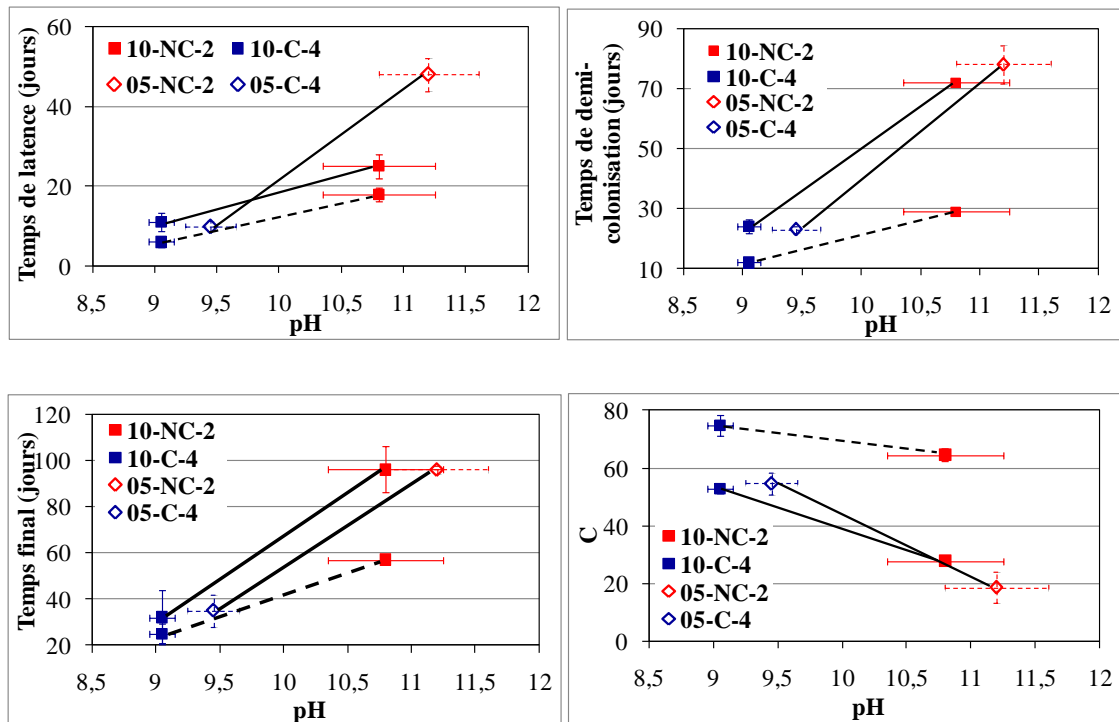 Temps de latence (jours)
60
40
20
0
10-NC-2 10-C-4
05-NC-2 05-C-4
8,5 9 9,5 10 10,5 11 11,5 12
pH
Temps de demi-
colonisation (jours)
90
70
50
30
10
10-NC-2
10-C-4
05-NC-2
05-C-4
8,5 9 9,5 10 10,5 11 11,5 12
pH
Temps final (jours)
120
100
80
60
40
20
10-NC-2
10-C-4
05-NC-2
05-C-4
8,5 9 9,5 10 10,5 11 11,5 12
pH
C
80
60
40
20
0
10-NC-2
10-C-4
05-NC-2
05-C-4
8,5 9 9,5 10 10,5 11 11,5 12
pH